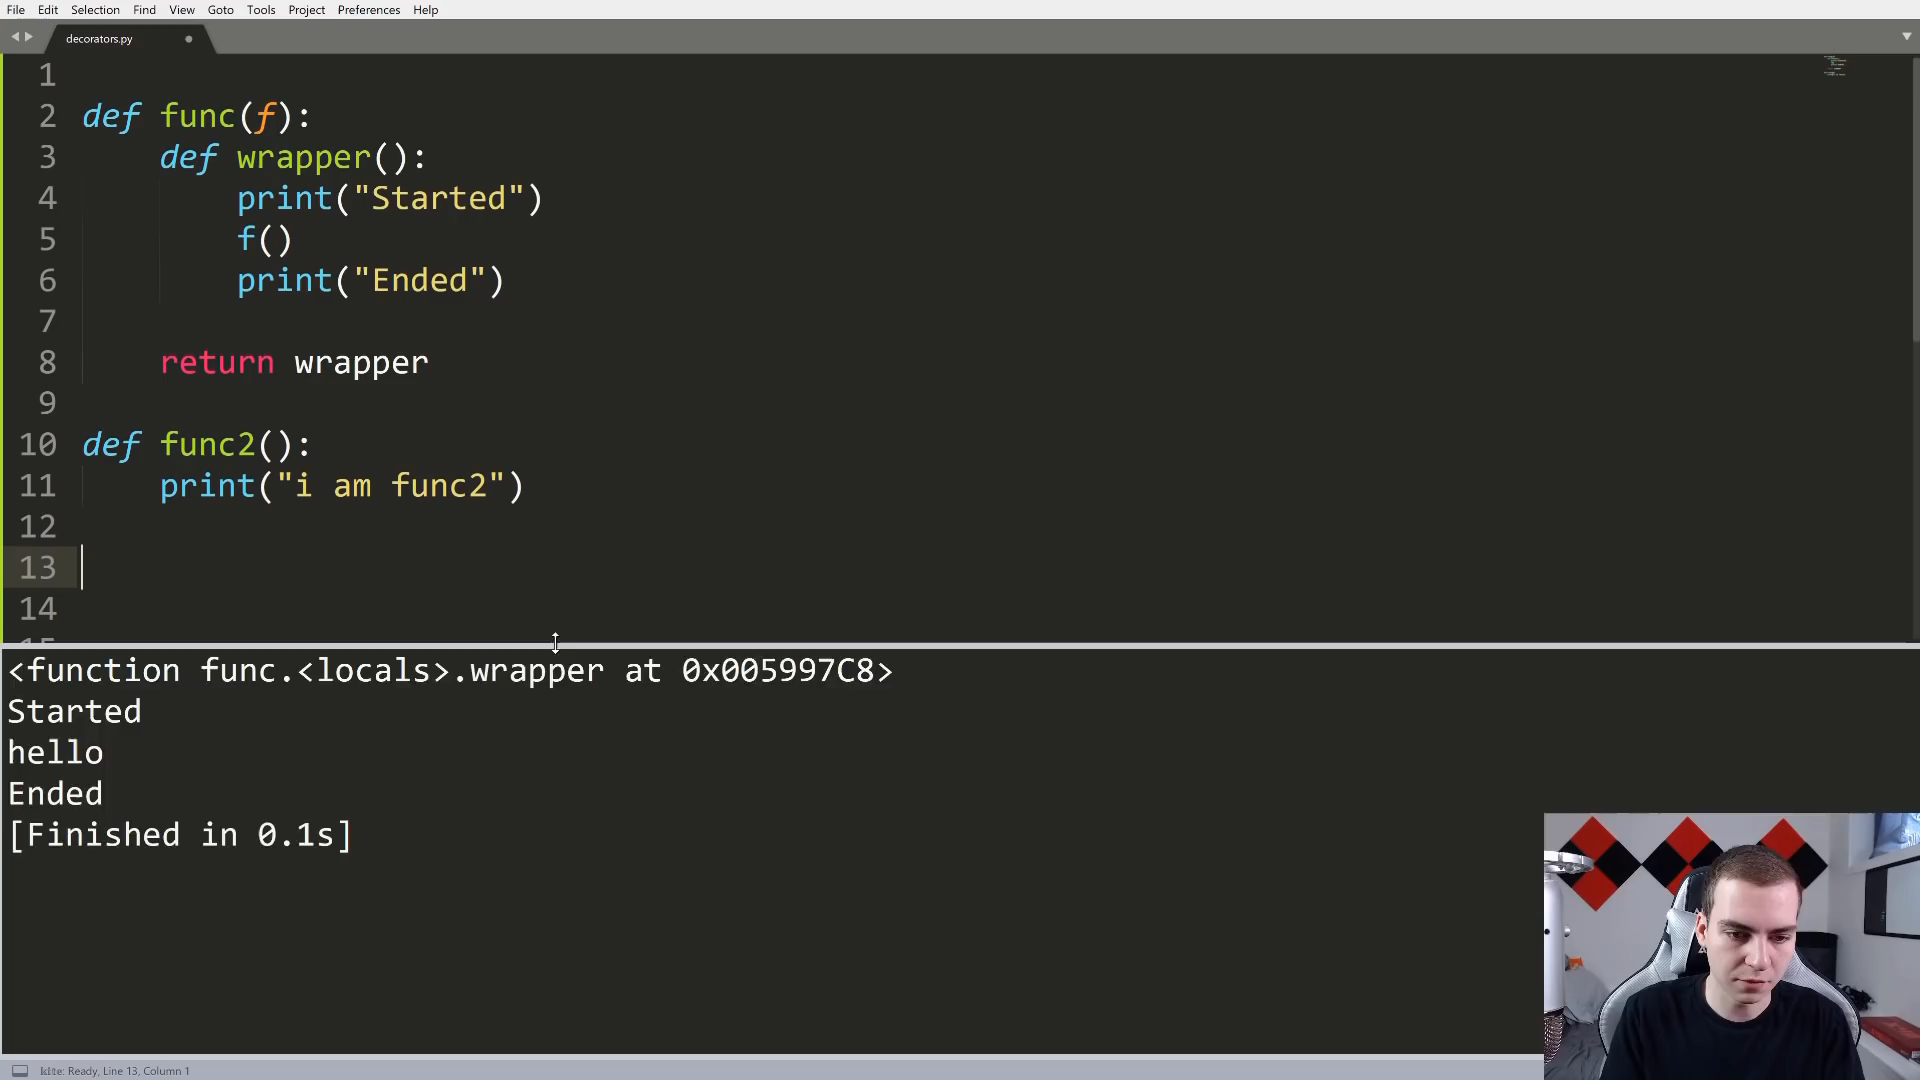 File Edit Selection Find View Goto Tools Project Preferences Help
decorators.py
1
2 def func(f):
3 def wrapper():
4 print("Started")
5 f()
6 print("Ended")
7
8 return wrapper
9
10 def func2():
11 print("i am func2")
12
13
14
15
<function func.<locals>.wrapper at 0x005997C8>
Started
hello
Ended
[Finished in 0.1s]
kite: Ready, Line 13, Column 1